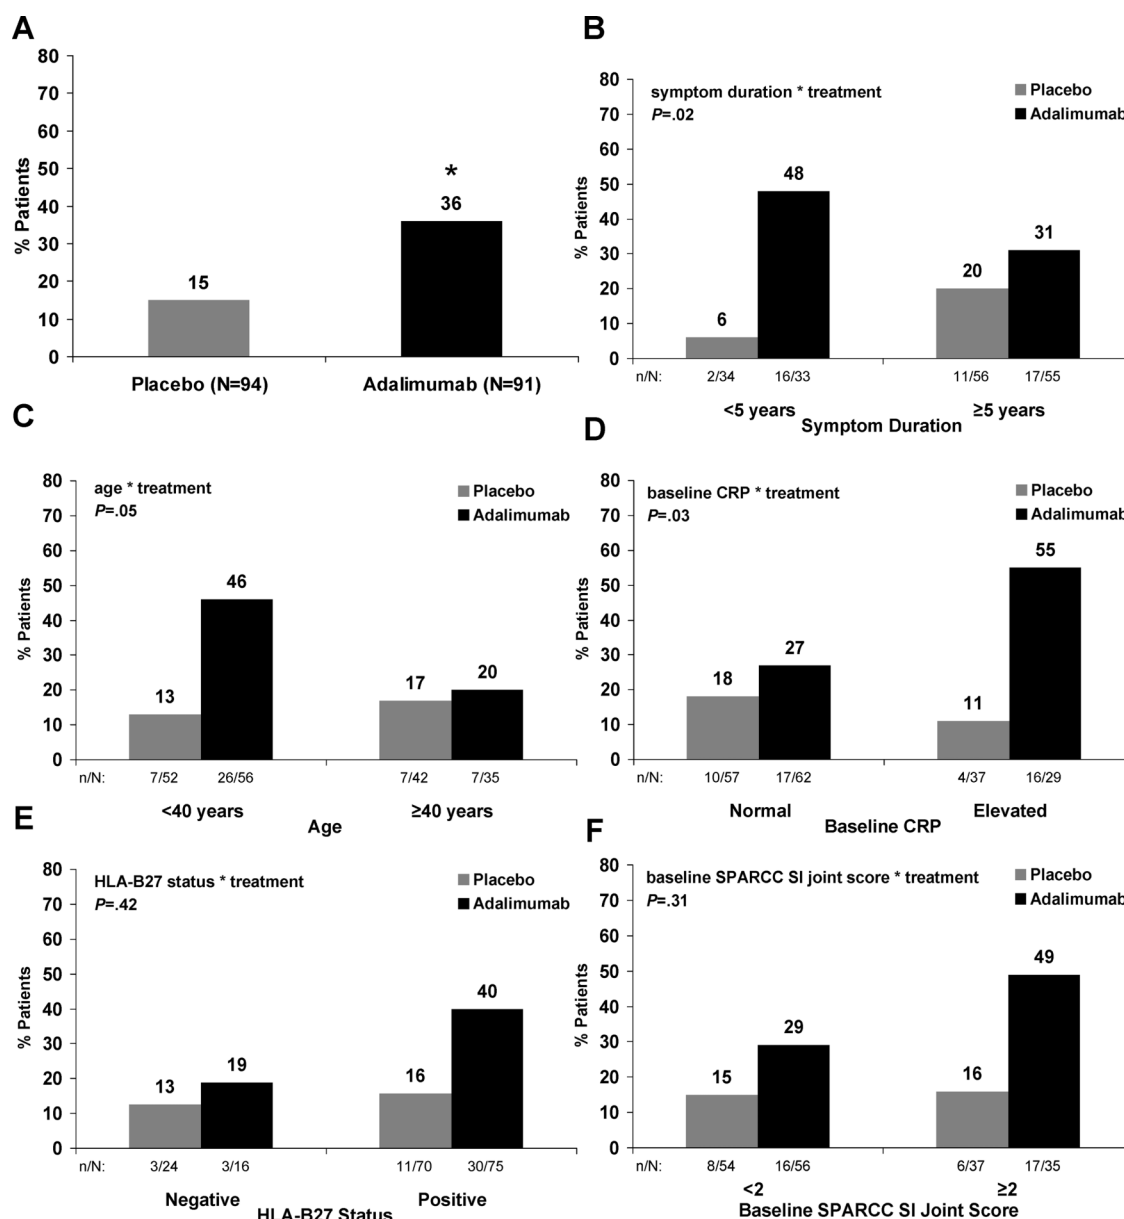 A
80
70
60
50
40
30
20
10
0
% Patients
15
*
36
Placebo (N=94)
Adalimumab (N=91)
B
80
70
60
50
40
30
20
10
0
% Patients
symptom duration * treatment
P=.02
Placebo
Adalimumab
6
48
20
31
n/N: 2/34 16/33 11/56 17/55
<5 years ≥5 years
Symptom Duration
C
80
70
60
50
40
30
20
10
0
% Patients
age * treatment
P=.05
Placebo
Adalimumab
13
46
17
20
n/N: 7/52 26/56 7/42 7/35
<40 years ≥40 years
Age
D
80
70
60
50
40
30
20
10
0
% Patients
baseline CRP * treatment
P=.03
Placebo
Adalimumab
18
27
11
55
n/N: 10/57 17/62 4/37 16/29
Normal Elevated
Baseline CRP
E
80
70
60
50
40
30
20
10
0
% Patients
HLA-B27 status * treatment
P=.42
Placebo
Adalimumab
13
19
16
40
n/N: 3/24 3/16 11/70 30/75
Negative Positive
HLA-B27 Status
F
80
70
60
50
40
30
20
10
0
% Patients
baseline SPARCC SI joint score * treatment
P=.31
Placebo
Adalimumab
15
29
16
49
n/N: 8/54 16/56 6/37 17/35
<2 ≥2
Baseline SPARCC SI Joint Score